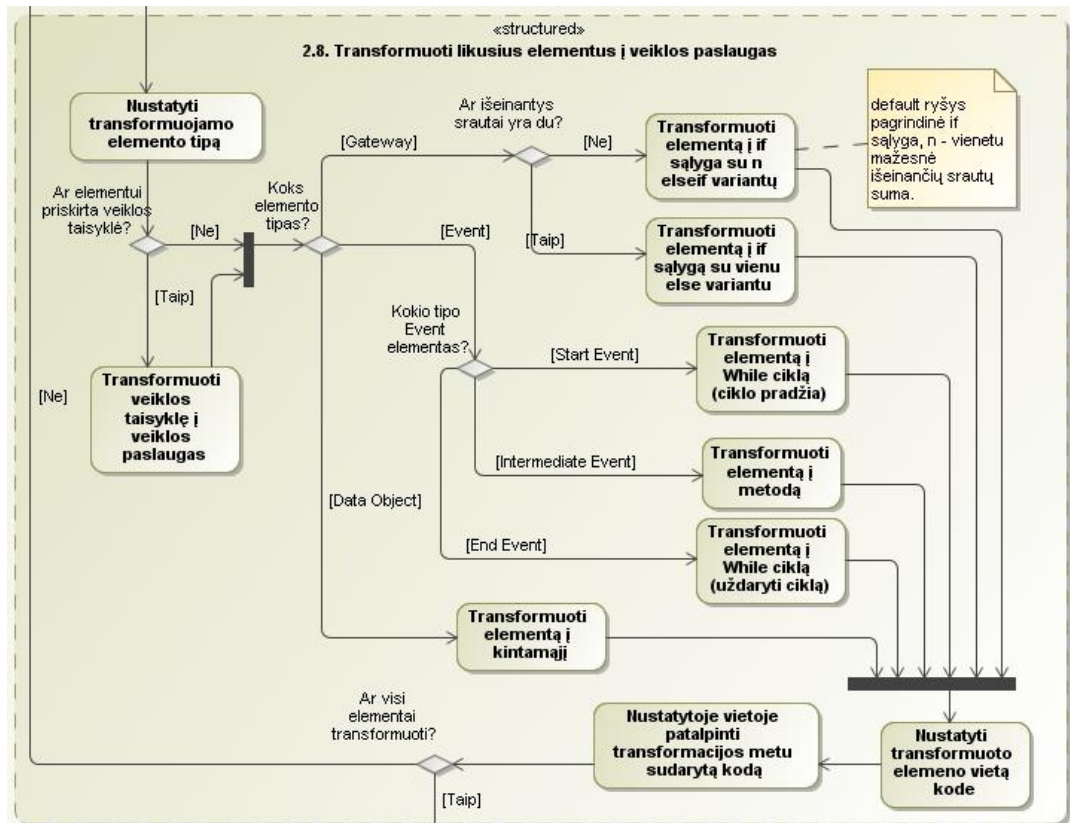 «structured»
2.8. Transformuoti likusius elementus į veiklos paslaugas
Nustatyti
transformuojamo
elemento tipą
Ar elementui
priskirta veiklos
taisyklė?
[Ne]
[Taip]
Transformuoti
veiklos
taisyklę į
veiklos
paslaugas
[Ne]
Koks
elemento
tipas?
[Gateway]
Ar išeinantys
srautai yra du?
[Ne]
Transformuoti
elementą į if
sąlyga su n
elseif variantų
default ryšys
pagrindinė if
sąlyga, n - vienetu
mažesnė
išeinančių srautų
suma.
[Taip]
Transformuoti
elementą į if
sąlygą su vienu
else variantu
[Event]
Kokio tipo
Event
elementas?
[Start Event]
Transformuoti
elementą į
While ciklą
(ciklo pradžia)
[Intermediate Event]
Transformuoti
elementą į
metodą
[End Event]
Transformuoti
elementą į
While ciklą
(uždaryti ciklą)
[Data Object]
Transformuoti
elementą į
kintamąjį
Nustatyti
transformuoto
elemeno vietą
kode
Nustatytoje vietoje
patalpinti
transformacijos metu
sudarytą kodą
Ar visi
elementai
transformuoti?
[Taip]